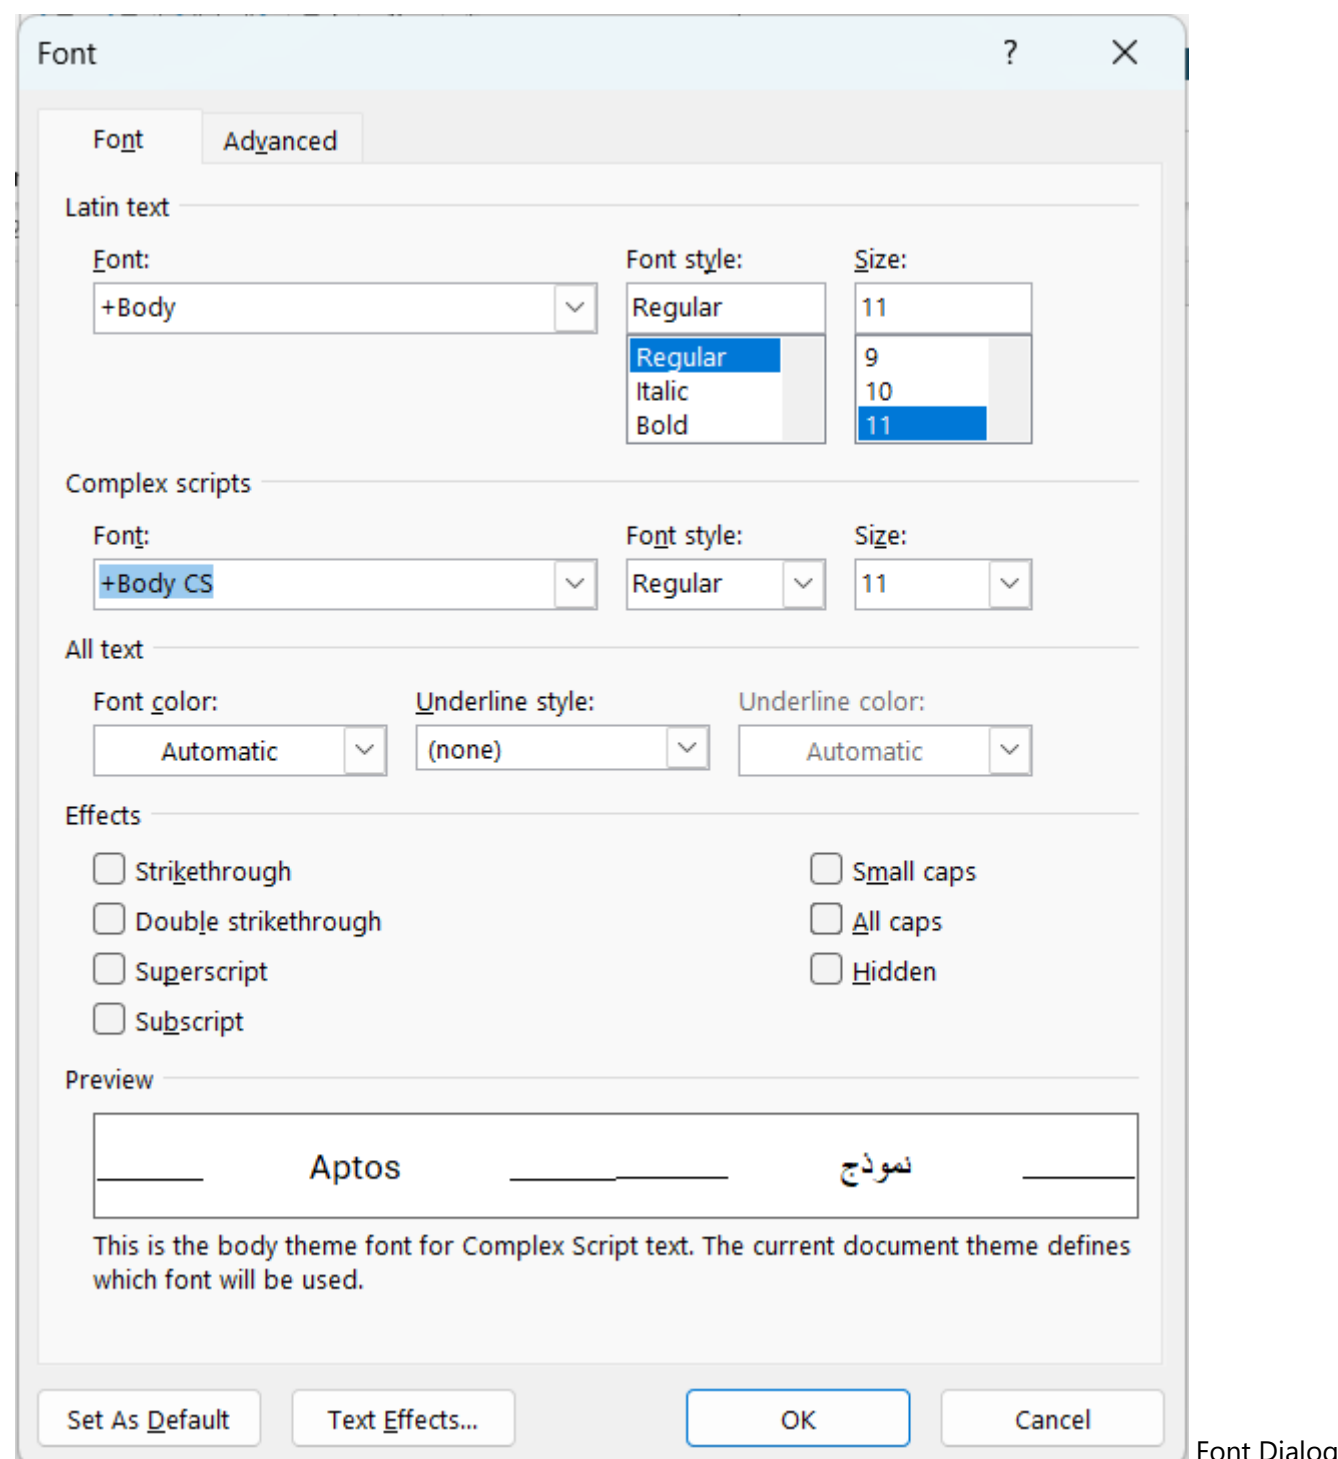 Font ?
Font Advanced
Latin text
Font: Font style: Size:
+Body Regular 11
Regular 9
Italic 10
Bold 11
Complex scripts
Font: Font style: Size:
+Body CS Regular 11
All text
Font color: Underline style: Underline color:
Automatic (none) Automatic
Effects
Strikethrough Small caps
Double strikethrough All caps
Superscript Hidden
Subscript
Preview
Aptos نموذج
This is the body theme font for Complex Script text. The current document theme defines
which font will be used.
Set As Default Text Effects... OK Cancel
Font Dialog